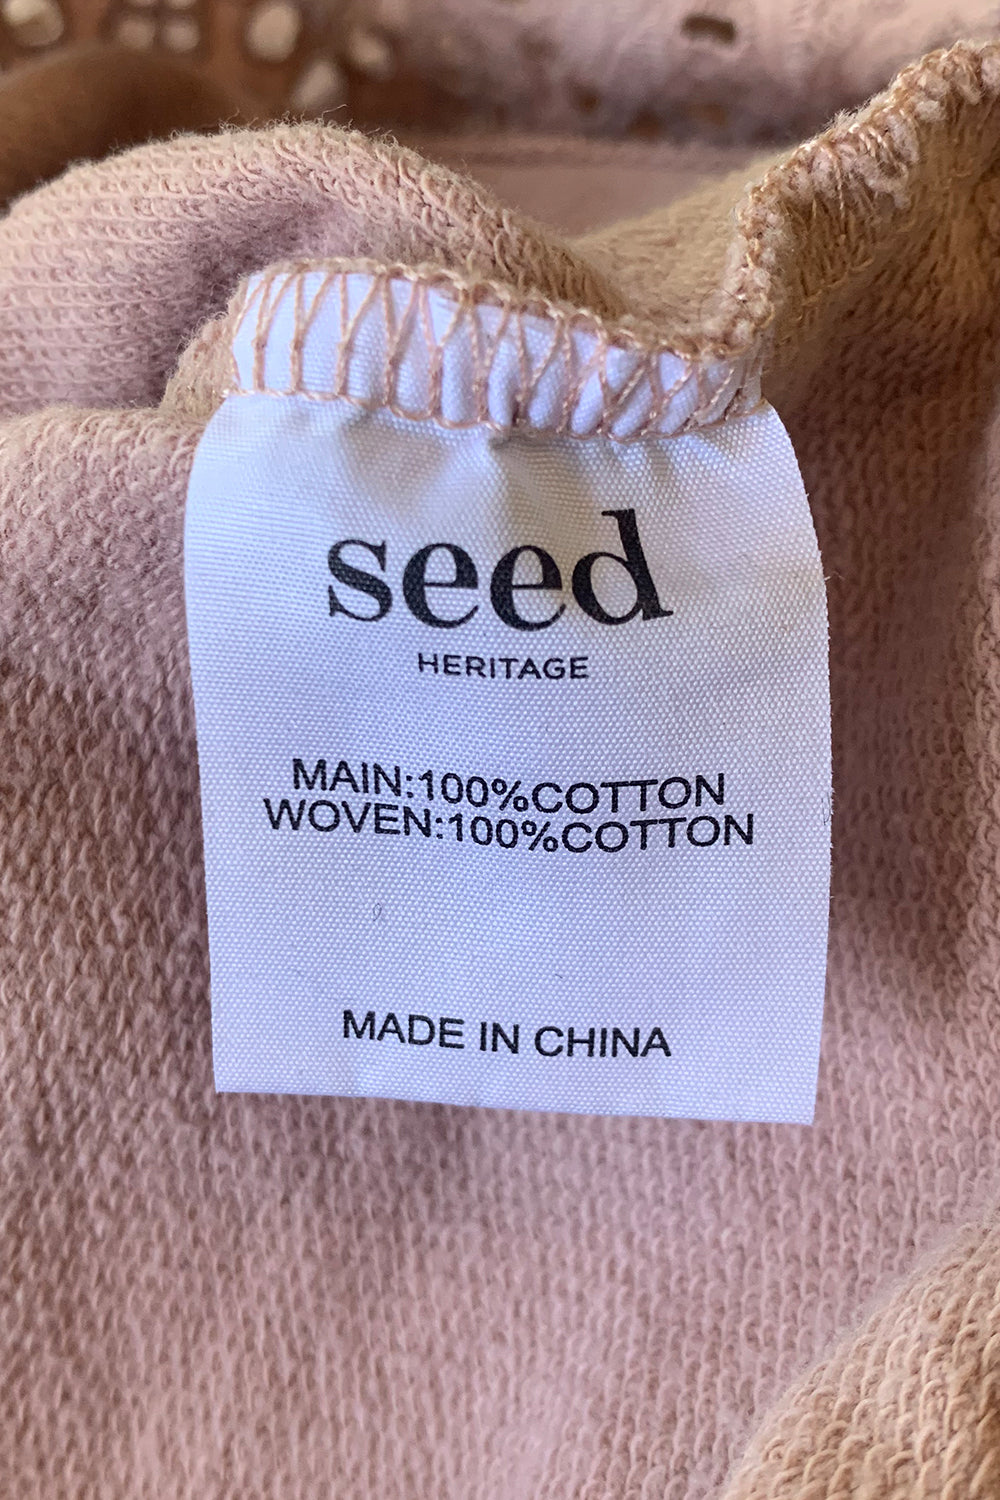 seed
HERITAGE
MAIN:100%COTTON
WOVEN:100%COTTON
MADE IN CHINA